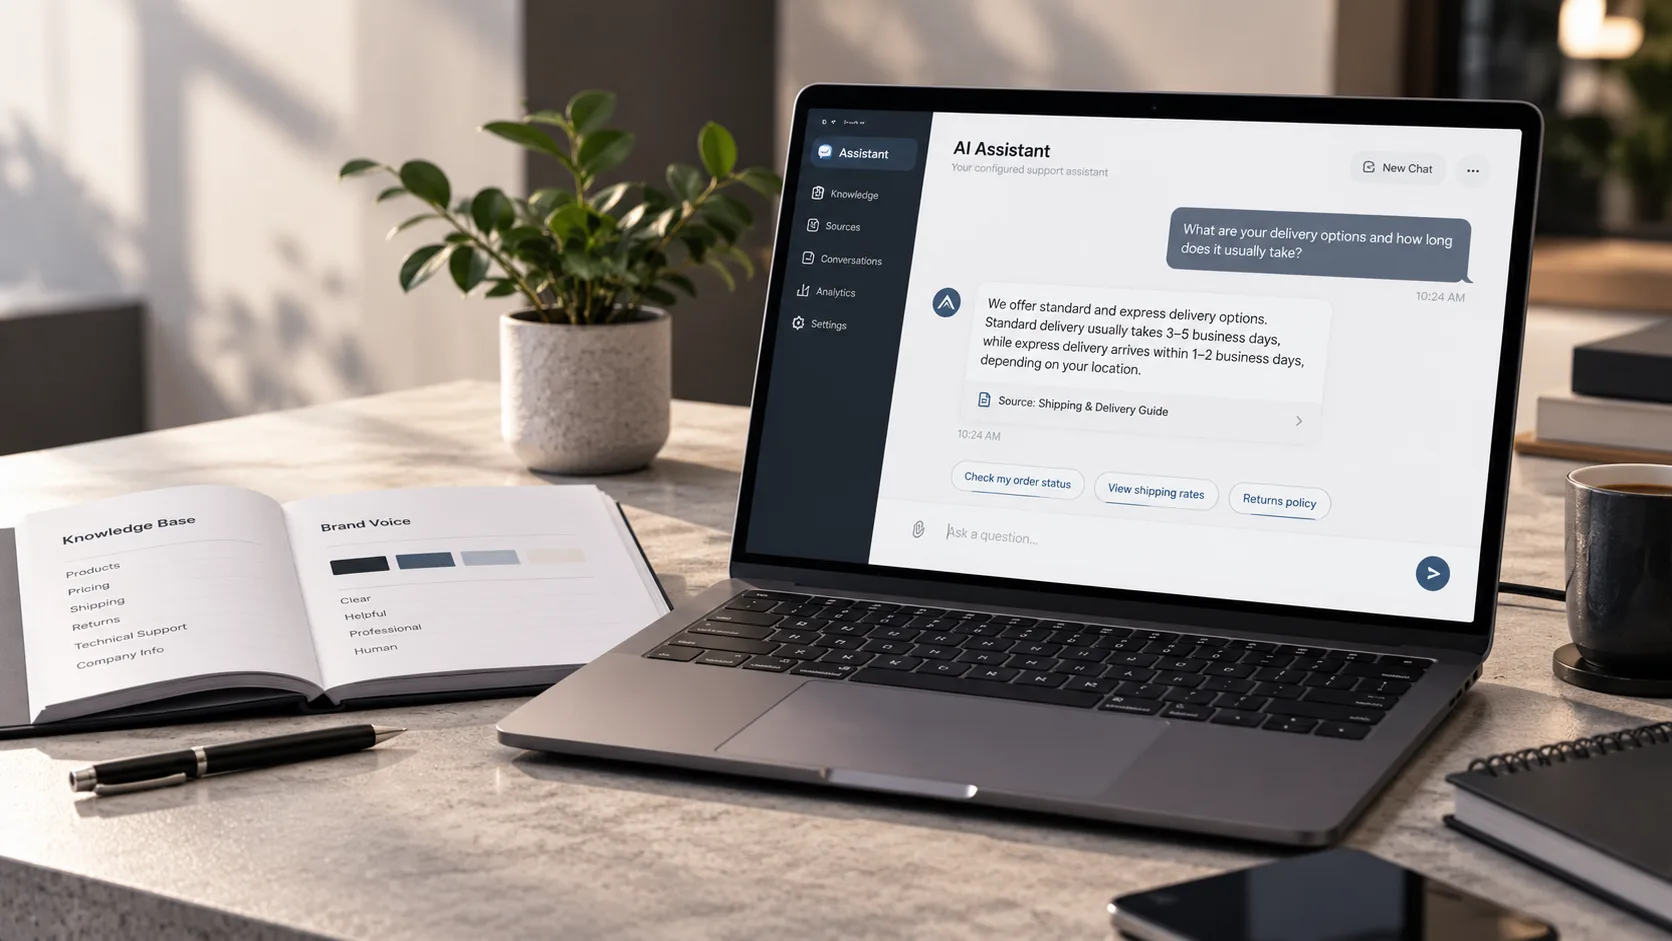 Knowledge Base
Products
Pricing
Shipping
Returns
Technical Support
Company Info
Brand Voice
Clear
Helpful
Professional
Human
Assistant
Knowledge
Sources
Conversations
Analytics
Settings
AI Assistant
Your configured support assistant
New Chat
What are your delivery options and how long
does it usually take?
10:24 AM
We offer standard and express delivery options.
Standard delivery usually takes 3–5 business days,
while express delivery arrives within 1–2 business days,
depending on your location.
Source: Shipping & Delivery Guide
10:24 AM
Check my order status
View shipping rates
Returns policy
Ask a question...